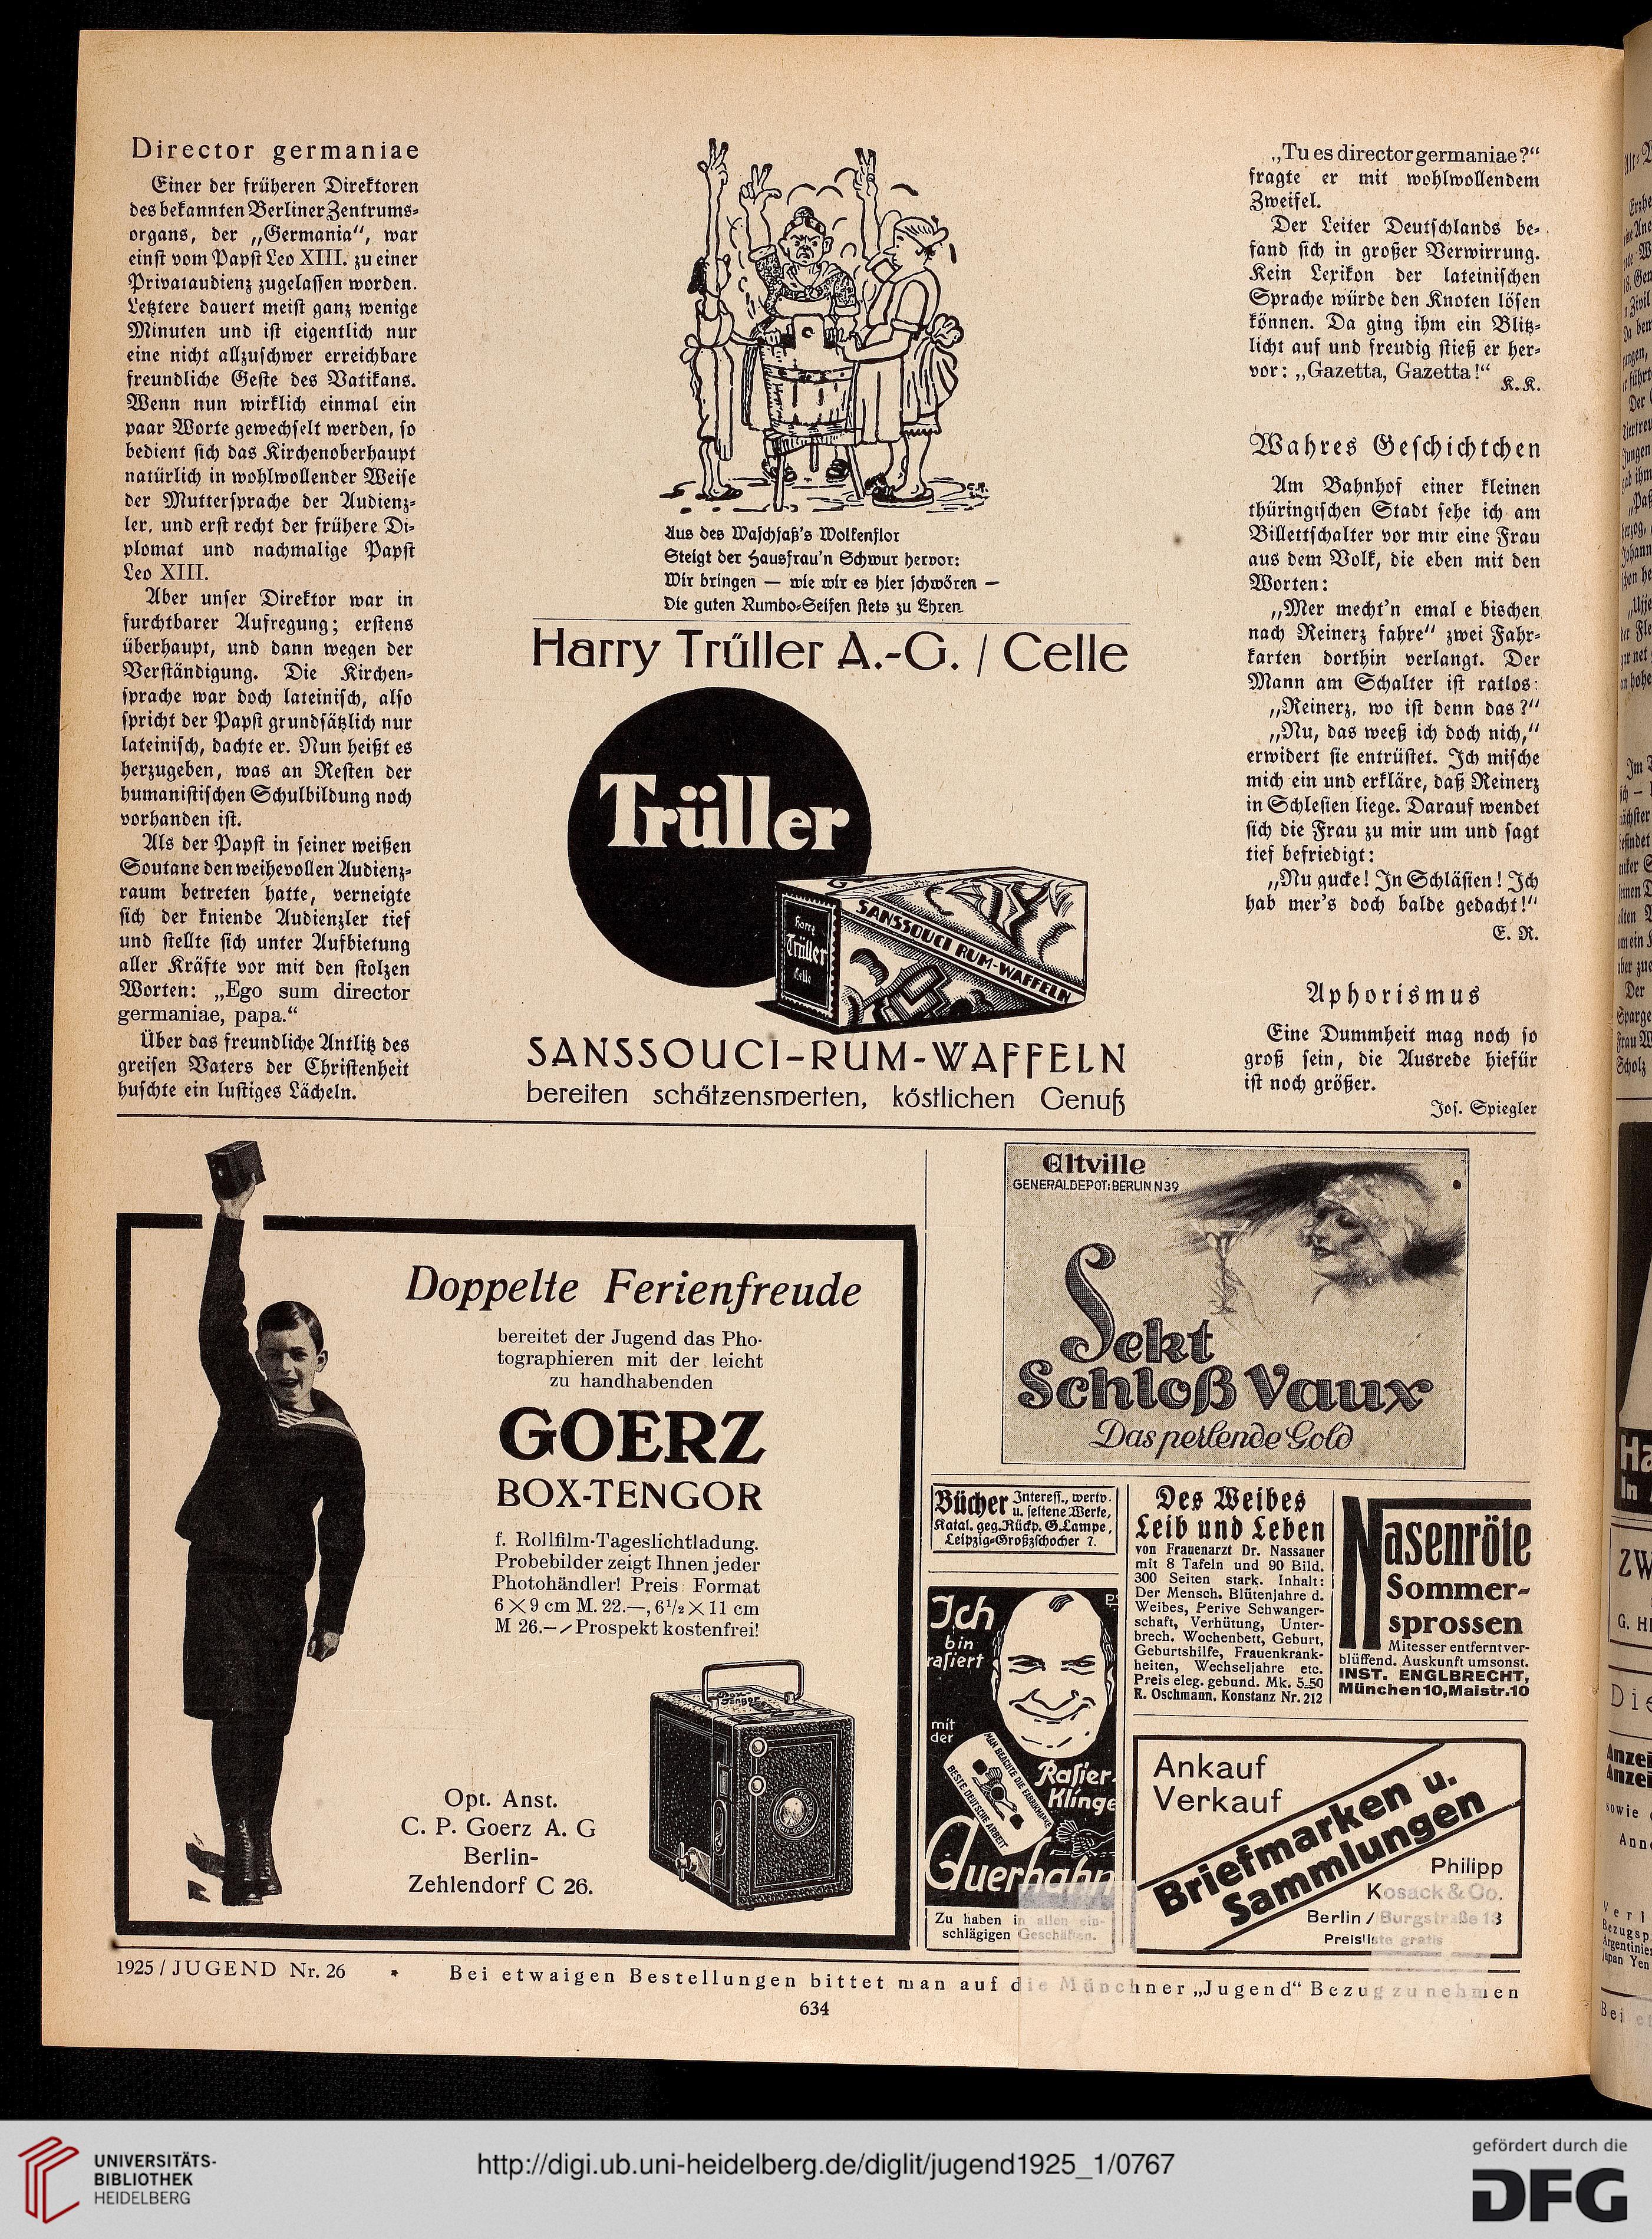 Director germaniae
Einer der früheren Direktoren
des bekannten Berliner Zentrums-
organs, der „Germania“, war
einst vom Papst Leo XIII. zu einer
Privataudienz zugelassen worden.
Letztere dauert meist ganz wenige
Minuten und ist eigentlich nur
eine nicht allzuschwer erreichbare
freundliche Geste des Vatikans.
Wenn nun wirklich einmal ein
paar Worte gewechselt werden, so
bedient sich das Kirchenoberhaupt
natürlich in wohlwollender Weise
der Muttersprache der Audienz-
ler, und erst recht der frühere Di-
plomat und nachmalige Papst
Leo XIII.
Aber unser Direktor war in
furchtbarer Aufregung; erstens
überhaupt, und dann wegen der
Verständigung. Die Kirchen-
sprache war doch lateinisch, also
spricht der Papst grundsätzlich nur
lateinisch, dachte er. Nun heißt es
herzugeben, was an Resten der
humanistischen Schulbildung noch
vorhanden ist.
Als der Papst in seiner weißen
Soutane den weihevollen Audienz-
raum betreten hatte, verneigte
sich der kniende Audienzler tief
und stellte sich unter Aufbietung
aller Kräfte vor mit den stolzen
Worten: „Ego sum director
germaniae, papa.“
Über das freundliche Antlitz des
greisen Vaters der Christenheit
huschte ein lustiges Lächeln.
Aus des Waschfaß's Wolkenflor
Steigt der Hausfrau'n Schwur hervor:
Wir bringen — wie wir es hier schwören —
Die guten Rumbo-Seifen stets zu Ehren.
Harry Trüller A.-G. / Celle
Trüller
Harry
Trüller
Celle
SANSSOUCI RUM-WAFFELN
SANSSOUCI-RUM-WAFFELN
bereiten schätzenswerten, köstlichen Genuß
„Tu es director germaniae?“
fragte er mit wohlwollendem
Zweifel.
Der Leiter Deutschlands be-
fand sich in großer Verwirrung.
Kein Lexikon der lateinischen
Sprache würde den Knoten lösen
können. Da ging ihm ein Blitz-
licht auf und freudig stieß er her-
vor: „Gazetta, Gazetta!“
K. K.
Wahres Geschichtchen
Am Bahnhof einer kleinen
thüringischen Stadt sehe ich am
Billettschalter vor mir eine Frau
aus dem Volk, die eben mit den
Worten:
„Mer mecht'n emal e bischen
nach Reinerz fahre“ zwei Fahr-
karten dorthin verlangt. Der
Mann am Schalter ist ratlos:
„Reinerz, wo ist denn das?“
„Nu, das weeß ich doch nich,“
erwidert sie entrüstet. Ich mische
mich ein und erkläre, daß Reinerz
in Schlesien liege. Darauf wendet
sich die Frau zu mir um und sagt
tief befriedigt:
„Nu gucke! In Schläsien! Ich
hab mer's doch balde gedacht!“
E. R.
Aphorismus
Eine Dummheit mag noch so
groß sein, die Ausrede hiefür
ist noch größer.
Jos. Spiegler
Doppelte Ferienfreude
bereitet der Jugend das Pho-
tographieren mit der leicht
zu handhabenden
GOERZ
BOX-TENGOR
f. Rollfilm-Tageslichtladung.
Probebilder zeigt Ihnen jeder
Photohändler! Preis Format
6×9 cm M. 22.—, 6½×11 cm
M 26.— / Prospekt kostenfrei!
Box-
Tengor
Opt. Anst.
C. P. Goerz A. G
Berlin-
Zehlendorf C 26.
Eltville
GENERALDEPOT: BERLIN N39
Sekt
Schloß Vaux
Das perlende Gold
Bücher Interess., wertv.
u. seltene Werke,
Katal. geg. Rückp. G. Lampe,
Leipzig-Großzschocher 7.
Ich
bin
rasiert
mit
der
MAN BEACHTE DIE FABRIKMARKE
BESTE DEUTSCHE ARBEIT
Rasier-
Klinge
Auerhahn
Zu haben in allen ein-
schlägigen Geschäften.
Des Weibes
Leib und Leben
von Frauenarzt Dr. Nassauer
mit 8 Tafeln und 90 Bild.
300 Seiten stark. Inhalt:
Der Mensch. Blütenjahre d.
Weibes, Perive Schwanger-
schaft, Verhütung, Unter-
brech. Wochenbett, Geburt,
Geburtshilfe, Frauenkrank-
heiten, Wechseljahre etc.
Preis eleg. gebund. Mk. 5.50
R. Oschmann, Konstanz Nr. 212
Nasenröte
Sommer-
sprossen
Mitesser entfernt ver-
blüffend. Auskunft umsonst.
INST. ENGLBRECHT,
München 10, Maistr. 10
Ankauf
Verkauf
Briefmarken u.
Sammlungen
Philipp
Kosack & Co.
Berlin / Burgstraße 13
Preisliste gratis
1925 / JUGEND Nr. 26 * Bei etwaigen Bestellungen bittet man auf die Münchner „Jugend“ Bezug zu nehmen
634
UNIVERSITÄTS-
BIBLIOTHEK
HEIDELBERG
http://digi.ub.uni-heidelberg.de/diglit/jugend1925_1/0767
gefördert durch die
DFG